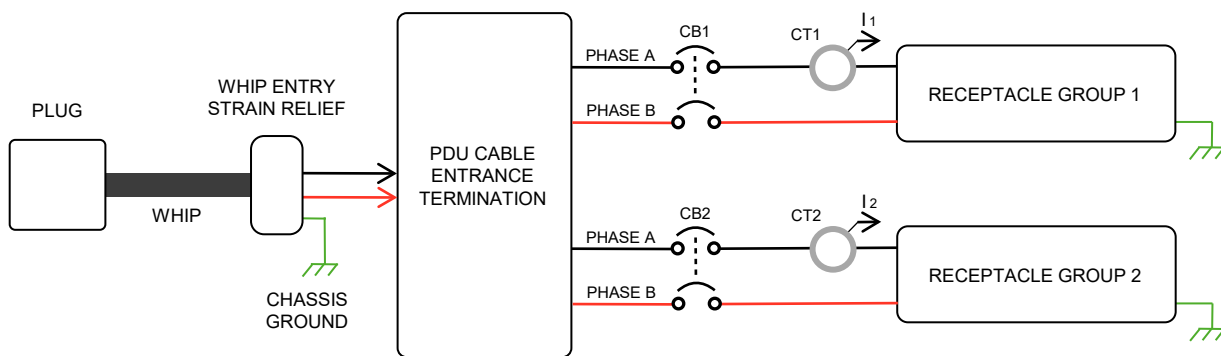 PLUG
WHIP
WHIP ENTRY
STRAIN RELIEF
CHASSIS
GROUND
PDU CABLE
ENTRANCE
TERMINATION
PHASE A
CB1
CT1
I1
PHASE B
RECEPTACLE GROUP 1
PHASE A
CB2
CT2
I2
PHASE B
RECEPTACLE GROUP 2